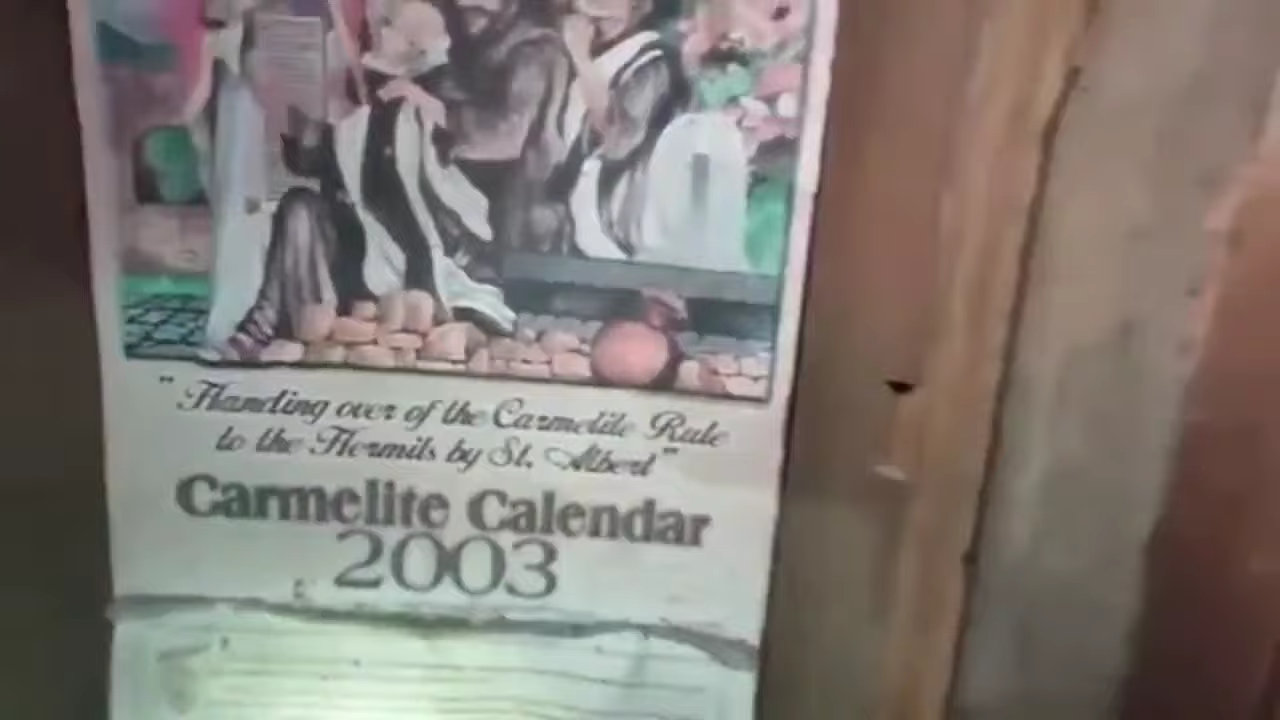 "Handing over of the Carmelite Rule
to the Hermits by St. Albert"
Carmelite Calendar
2003